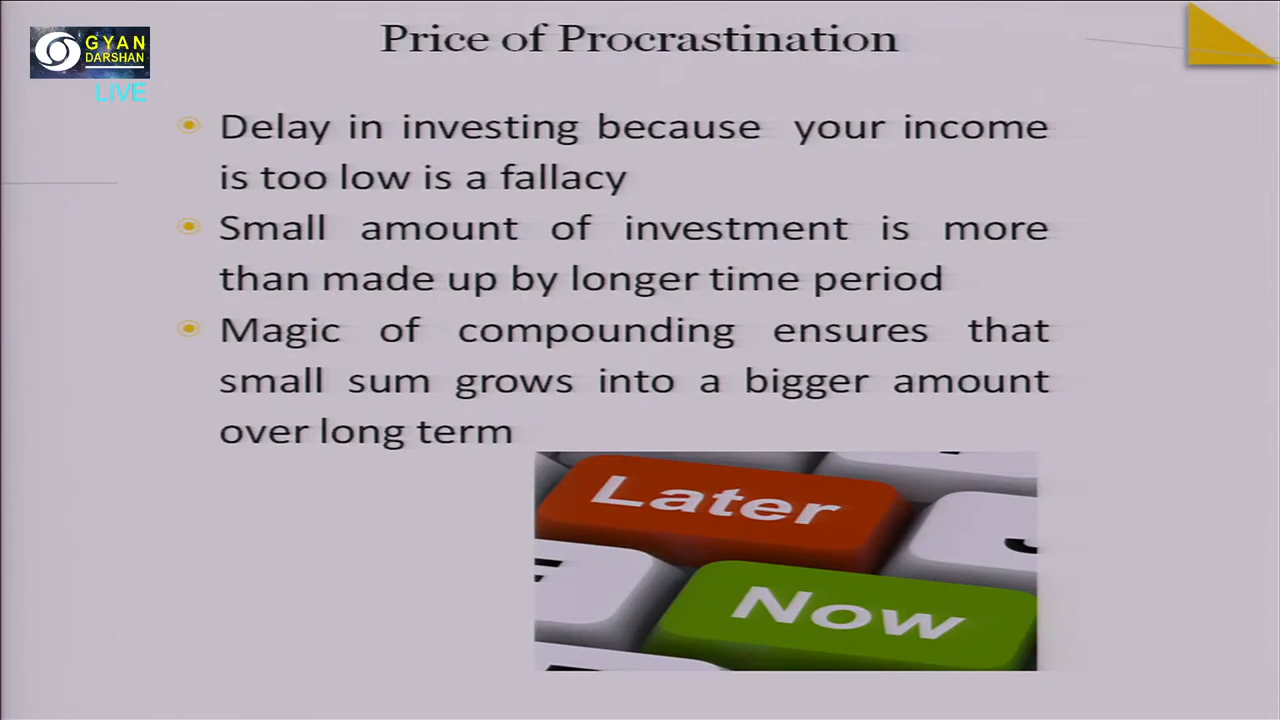 Price of Procrastination
GYAN
DARSHAN
LIVE
Delay in investing because your income
is too low is a fallacy
Small amount of investment is more
than made up by longer time period
Magic of compounding ensures that
small sum grows into a bigger amount
over long term
Later
Now